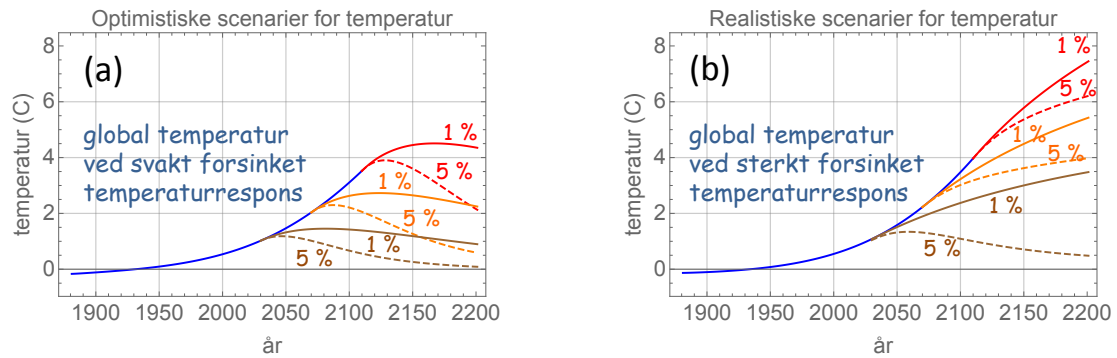 Optimistiske scenarier for temperatur
8
6
4
2
0
temperatur (C)
(a)
global temperatur
ved svakt forsinket
temperaturrespons
1 %
5 %
1 %
5 %
1 %
5 %
1900 1950 2000 2050 2100 2150 2200
år
Realistiske scenarier for temperatur
8
6
4
2
0
temperatur (C)
(b)
global temperatur
ved sterkt forsinket
temperaturrespons
1 %
5 %
1 %
5 %
1 %
5 %
1900 1950 2000 2050 2100 2150 2200
år